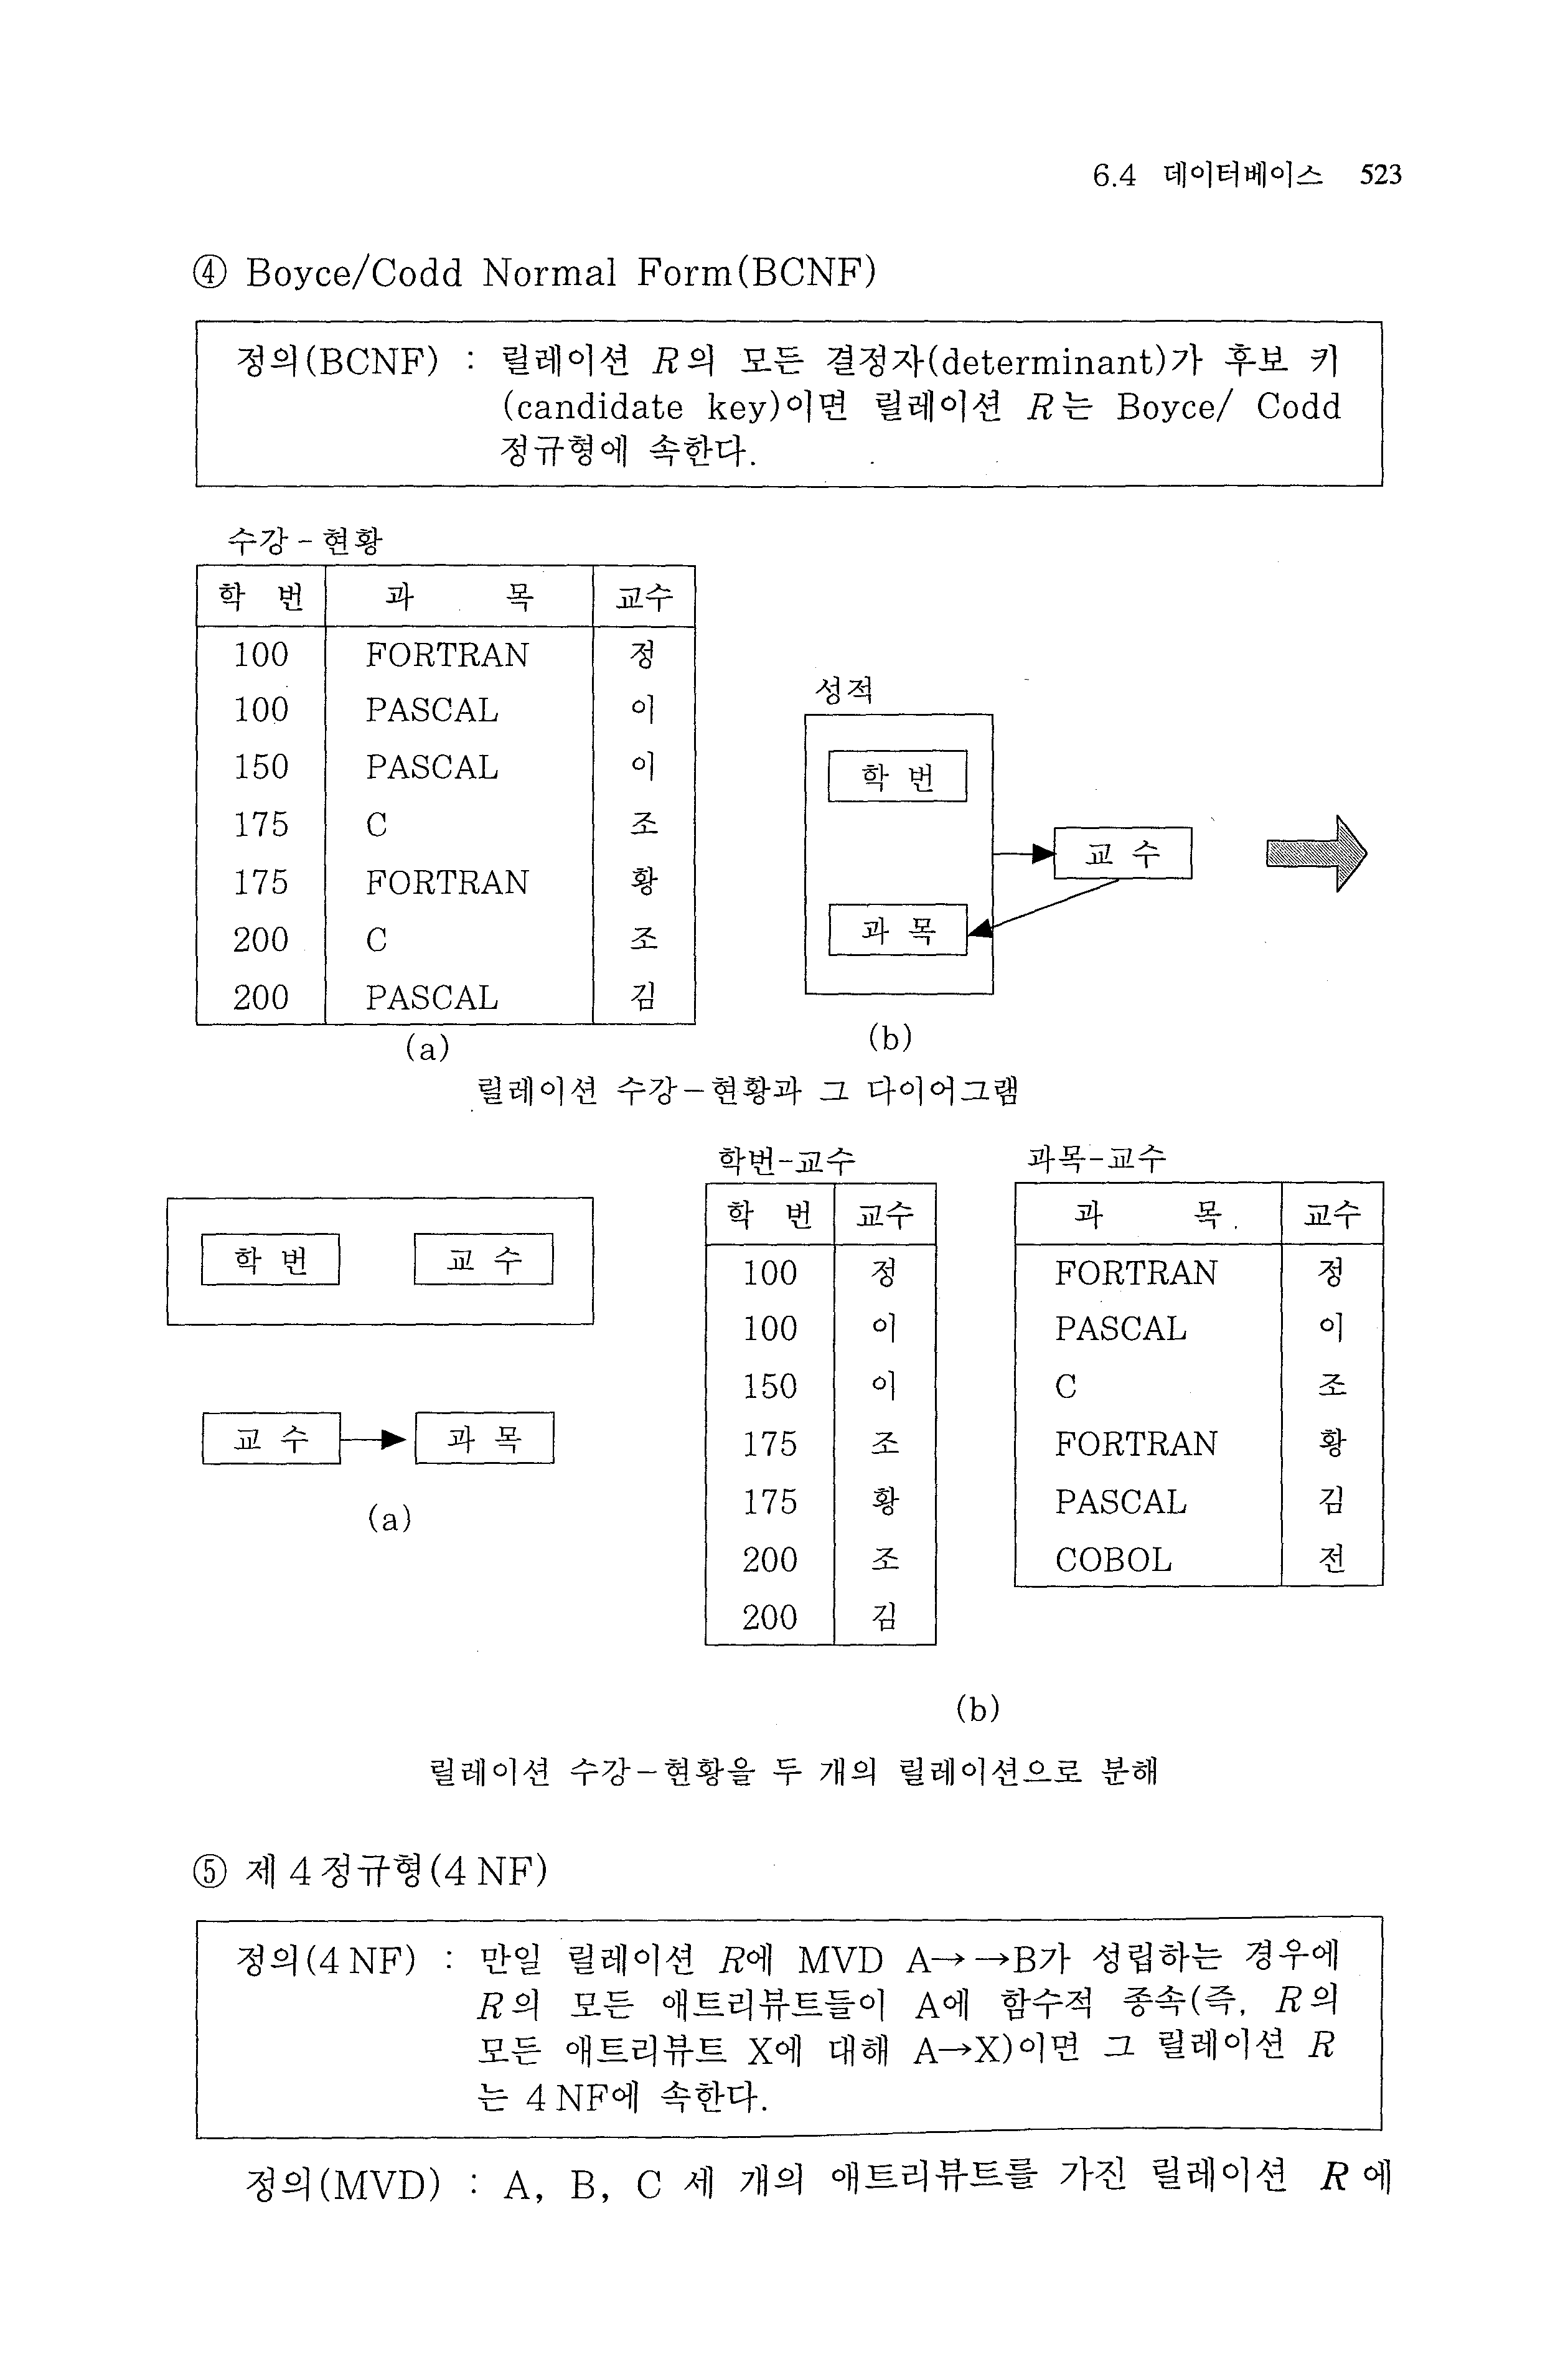 6.4 데이터베이스 523
④ Boyce/Codd Normal Form(BCNF)
정의(BCNF) : 릴레이션 R의 모든 결정자(determinant)가 후보 키
(candidate key)이면 릴레이션 R는 Boyce/ Codd
정규형에 속한다.
수강-현황
학 번 과 목 교수
100 FORTRAN 정
100 PASCAL 이
150 PASCAL 이
175 C 조
175 FORTRAN 황
200 C 조
200 PASCAL 김
(a)
성적
학 번
교 수
과 목
(b)
릴레이션 수강-현황과 그 다이어그램
학 번 교 수
교 수 과 목
(a)
학번-교수
학 번 교수
100 정
100 이
150 이
175 조
175 황
200 조
200 김
과목-교수
과 목 교수
FORTRAN 정
PASCAL 이
C 조
FORTRAN 황
PASCAL 김
COBOL 전
(b)
릴레이션 수강-현황을 두 개의 릴레이션으로 분해
⑤ 제4정규형(4NF)
정의(4NF) : 만일 릴레이션 R에 MVD A→→B가 성립하는 경우에
R의 모든 애트리뷰트들이 A에 함수적 종속(즉, R의
모든 애트리뷰트 X에 대해 A→X)이면 그 릴레이션 R
는 4NF에 속한다.
정의(MVD) : A, B, C 세 개의 애트리뷰트를 가진 릴레이션 R에